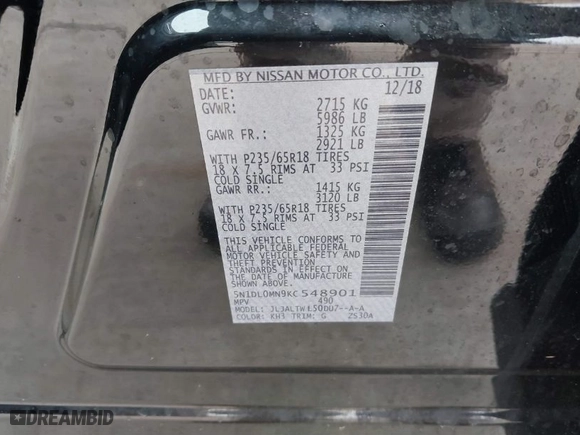 MFD BY NISSAN MOTOR CO., LTD.
DATE: 12/18
GVWR: 2715 KG
5986 LB
GAWR FR.: 1325 KG
2921 LB
WITH P235/65R18 TIRES
18 X 7.5 RIMS AT 33 PSI
COLD SINGLE
GAWR RR.: 1415 KG
3120 LB
WITH P235/65R18 TIRES
18 X 7.5 RIMS AT 33 PSI
COLD SINGLE
THIS VEHICLE CONFORMS TO
ALL APPLICABLE FEDERAL
MOTOR VEHICLE SAFETY AND
THEFT PREVENTION
STANDARDS IN EFFECT ON
THE DATE OF MANUFACTURE
SHOWN ABOVE.
5N1DL0MN9KC548901
MPV 490
MODEL:
COLOR: KH3 TRIM: G ZS30A
DREAMBID